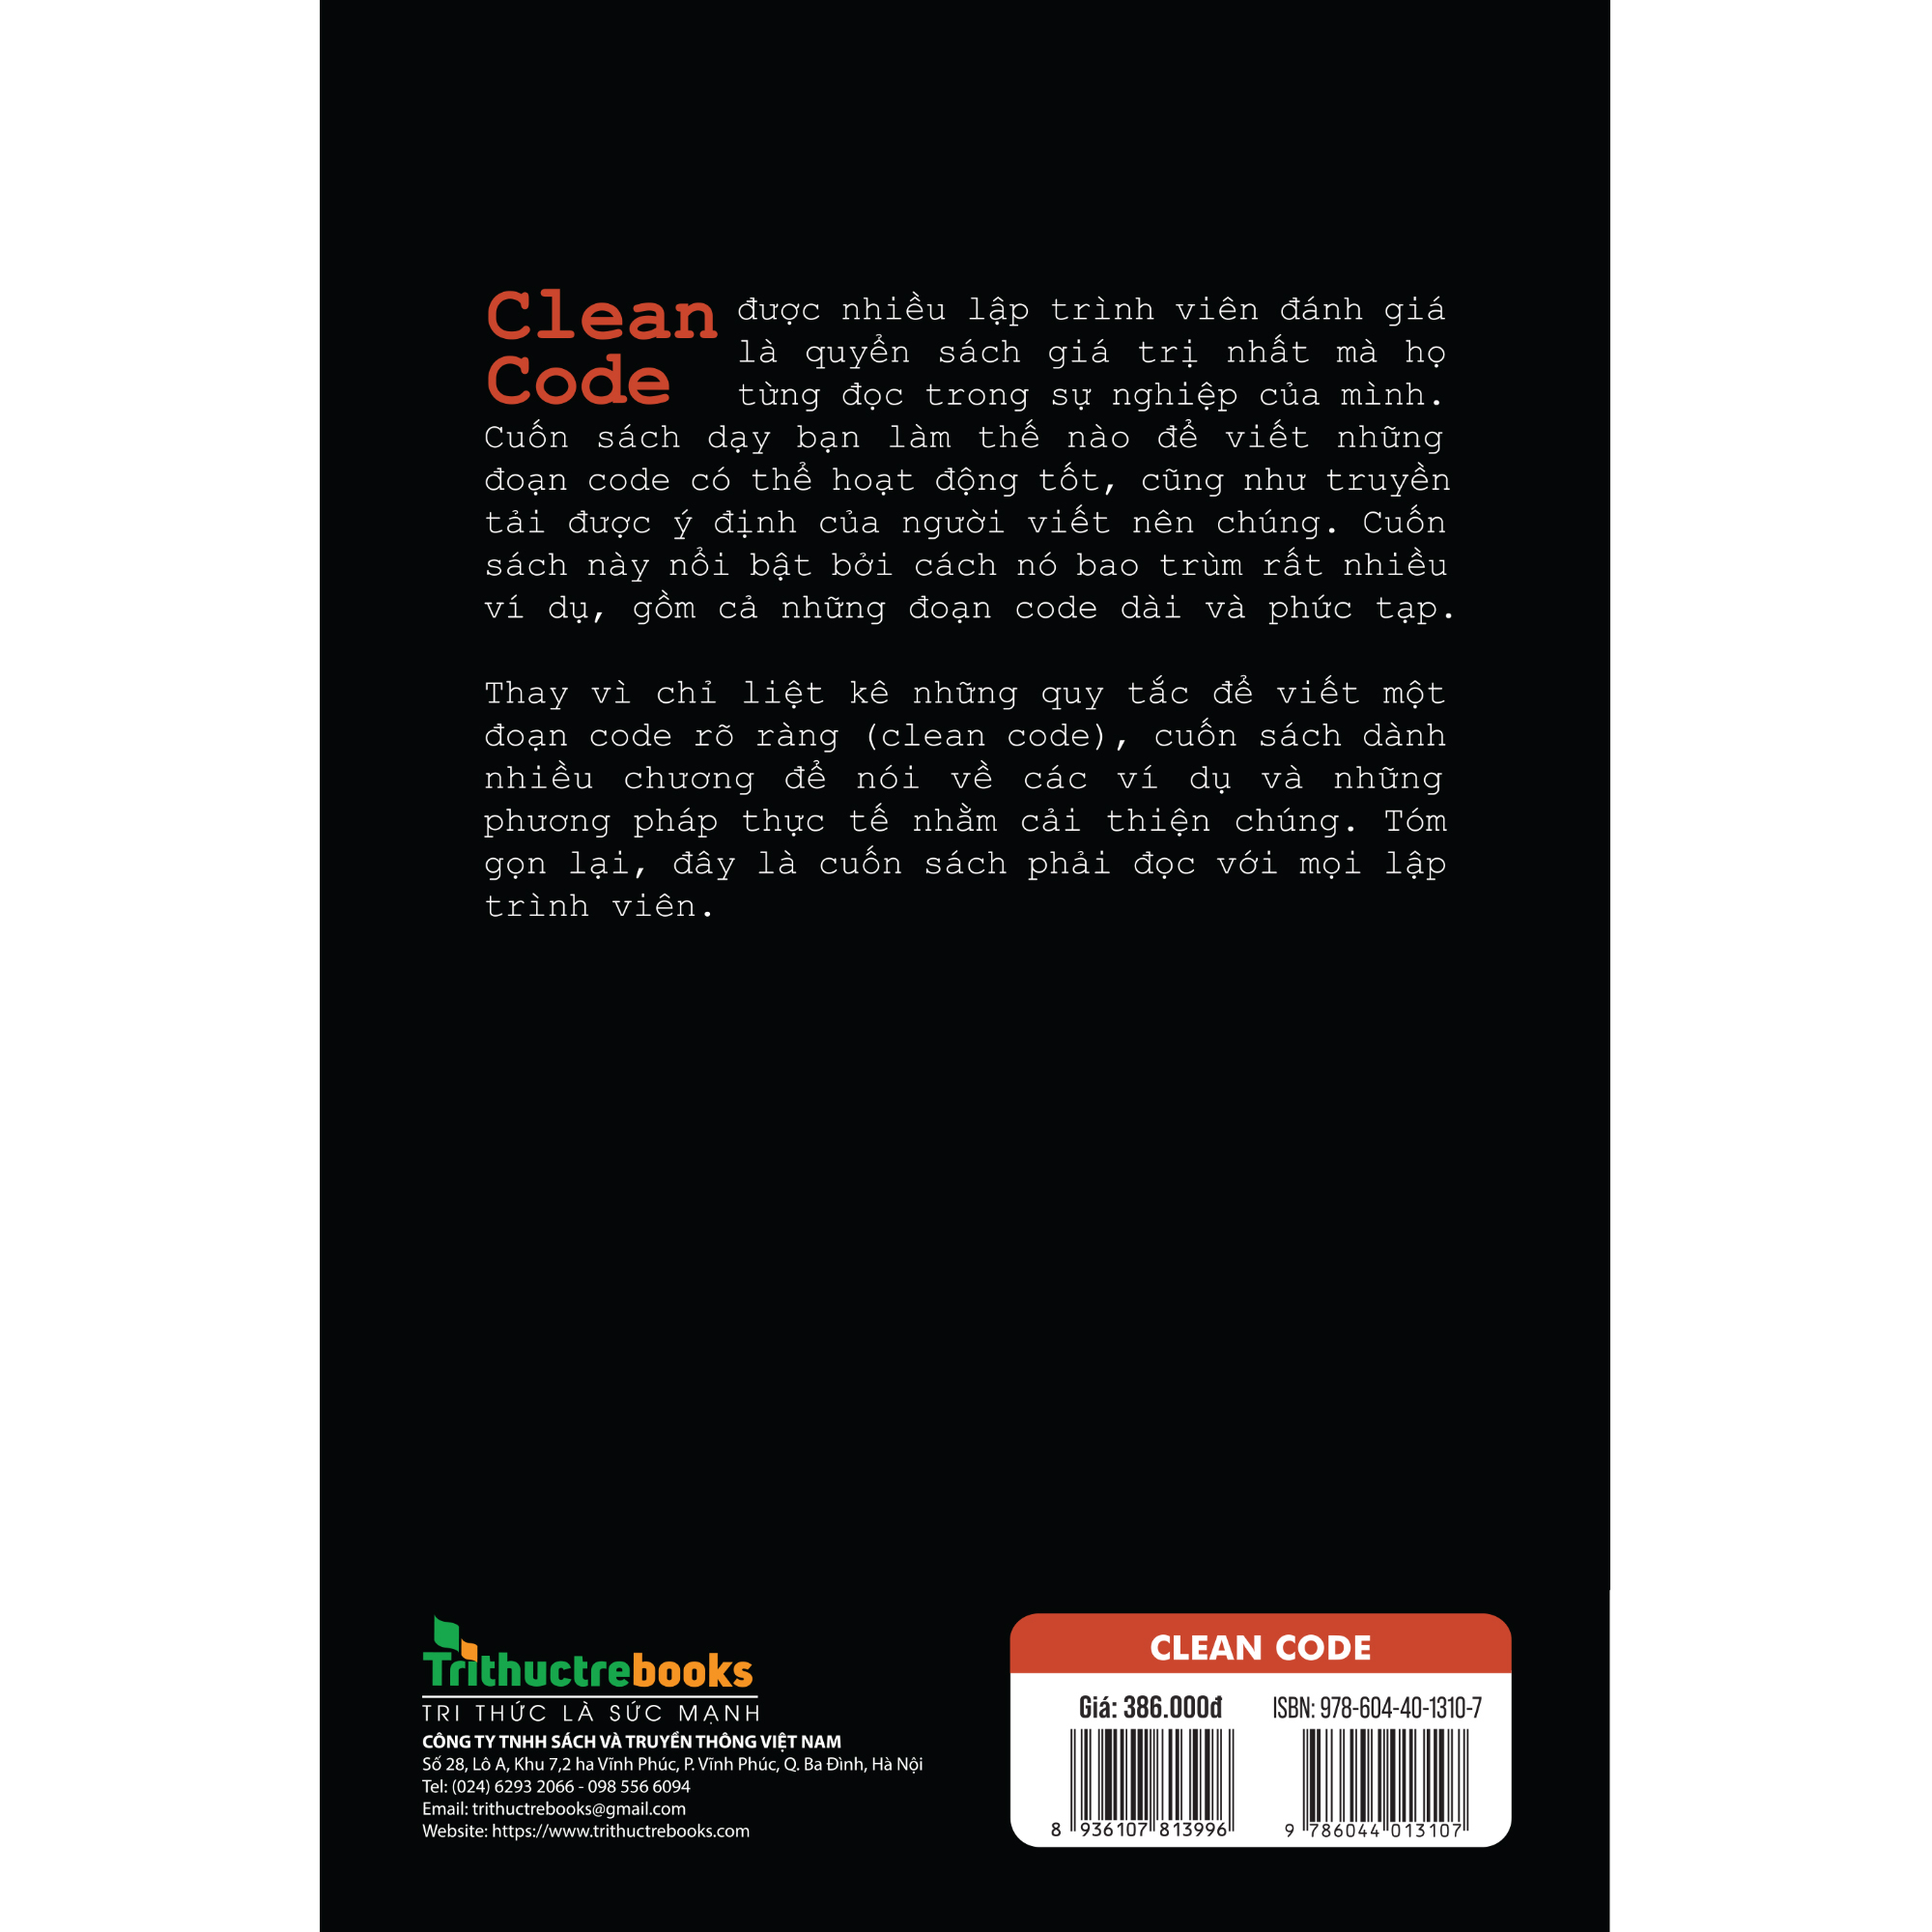 Clean
Code
được nhiều lập trình viên đánh giá
là quyển sách giá trị nhất mà họ
từng đọc trong sự nghiệp của mình.
Cuốn sách dạy bạn làm thế nào để viết những
đoạn code có thể hoạt động tốt, cũng như truyền
tải được ý định của người viết nên chúng. Cuốn
sách này nổi bật bởi cách nó bao trùm rất nhiều
ví dụ, gồm cả những đoạn code dài và phức tạp.
Thay vì chỉ liệt kê những quy tắc để viết một
đoạn code rõ ràng (clean code), cuốn sách dành
nhiều chương để nói về các ví dụ và những
phương pháp thực tế nhằm cải thiện chúng. Tóm
gọn lại, đây là cuốn sách phải đọc với mọi lập
trình viên.
Trithuctrebooks
TRI THỨC LÀ SỨC MẠNH
CÔNG TY TNHH SÁCH VÀ TRUYỀN THÔNG VIỆT NAM
Số 28, Lô A, Khu 7,2 ha Vĩnh Phúc, P. Vĩnh Phúc, Q. Ba Đình, Hà Nội
Tel: (024) 6293 2066 - 098 556 6094
Email: trithuctrebooks@gmail.com
Website: https://www.trithuctrebooks.com
CLEAN CODE
Giá: 386.000đ
8 936107 813996
ISBN: 978-604-40-1310-7
9 786044 013107